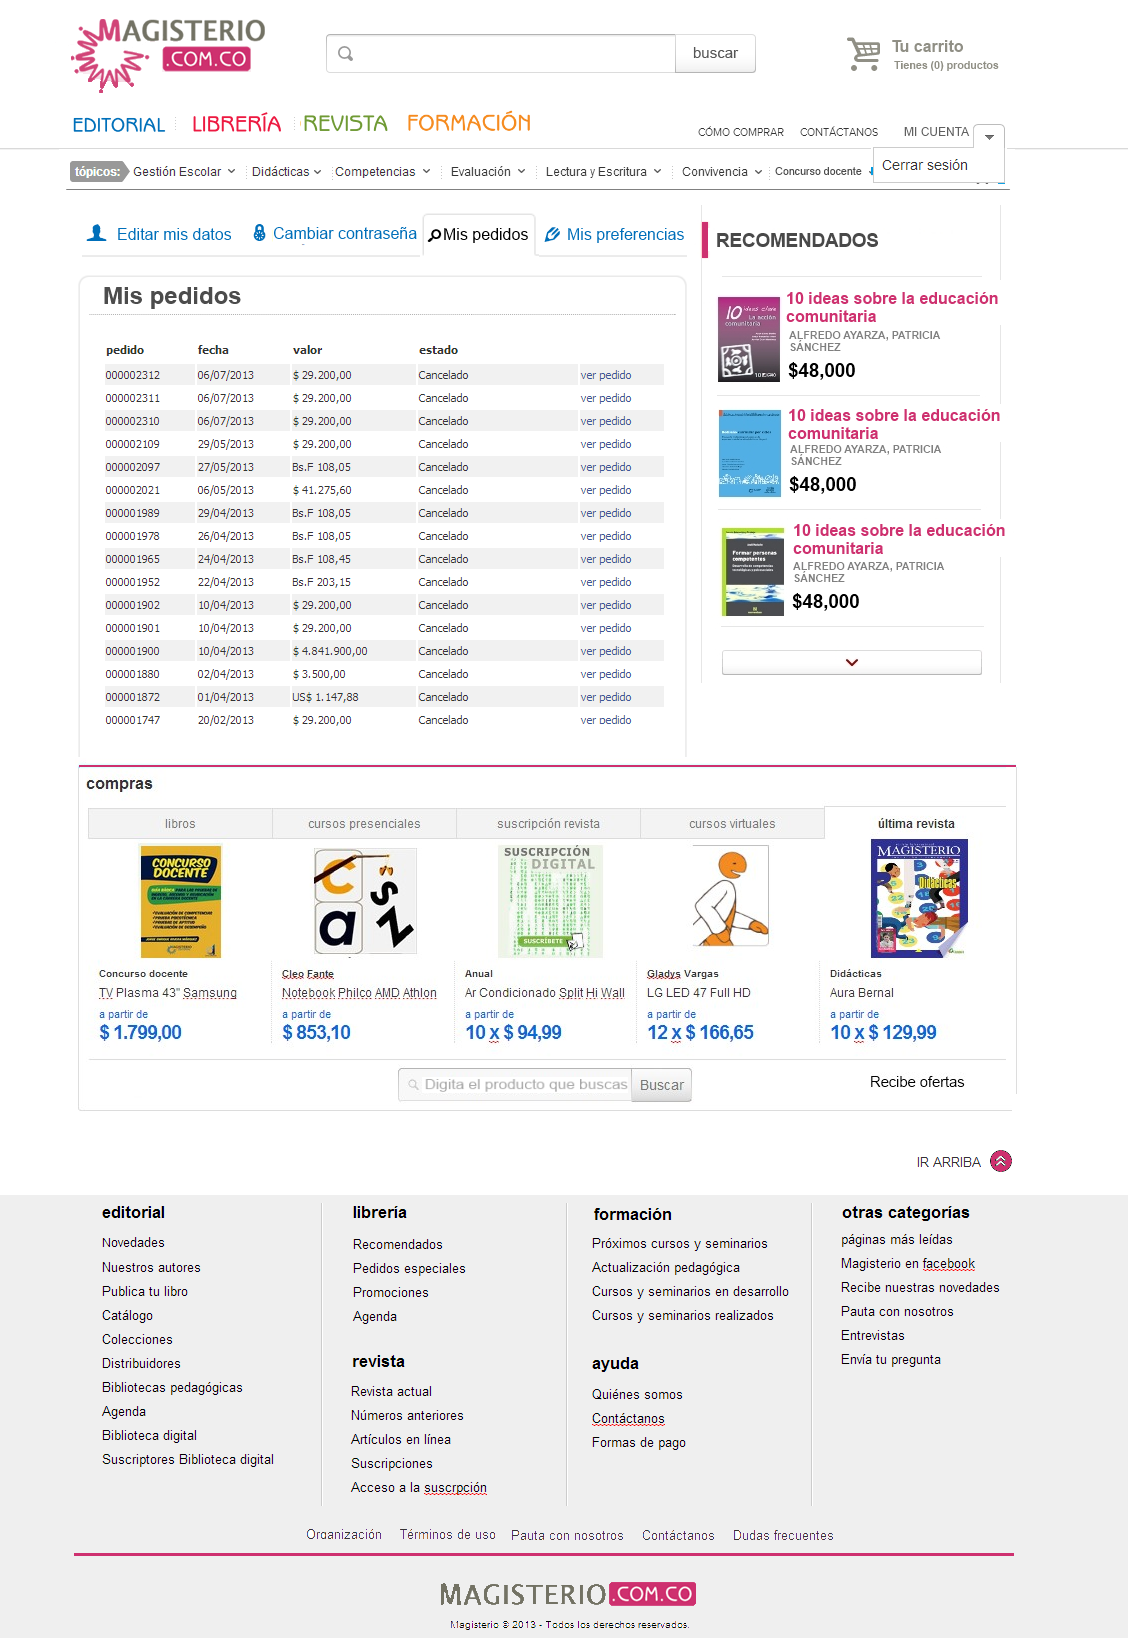 MAGISTERIO
.COM.CO
buscar
Tu carrito
Tienes (0) productos
EDITORIAL LIBRERÍA REVISTA FORMACIÓN
CÓMO COMPRAR CONTÁCTANOS MI CUENTA
Cerrar sesión
tópicos: Gestión Escolar Didácticas Competencias Evaluación Lectura y Escritura Convivencia Concurso docente
Editar mis datos Cambiar contraseña Mis pedidos Mis preferencias
Mis pedidos
pedido fecha valor estado
000002312 06/07/2013 $ 29.200,00 Cancelado ver pedido
000002311 06/07/2013 $ 29.200,00 Cancelado ver pedido
000002310 06/07/2013 $ 29.200,00 Cancelado ver pedido
000002109 29/05/2013 $ 29.200,00 Cancelado ver pedido
000002097 27/05/2013 Bs.F 108,05 Cancelado ver pedido
000002021 06/05/2013 $ 41.275,60 Cancelado ver pedido
000001989 29/04/2013 Bs.F 108,05 Cancelado ver pedido
000001978 26/04/2013 Bs.F 108,05 Cancelado ver pedido
000001965 24/04/2013 Bs.F 108,45 Cancelado ver pedido
000001952 22/04/2013 Bs.F 203,15 Cancelado ver pedido
000001902 10/04/2013 $ 29.200,00 Cancelado ver pedido
000001901 10/04/2013 $ 29.200,00 Cancelado ver pedido
000001900 10/04/2013 $ 4.841.900,00 Cancelado ver pedido
000001880 02/04/2013 $ 3.500,00 Cancelado ver pedido
000001872 01/04/2013 US$ 1.147,88 Cancelado ver pedido
000001747 20/02/2013 $ 29.200,00 Cancelado ver pedido
RECOMENDADOS
10 ideas clave
La acción
comunitaria
10 ideas sobre la educación
comunitaria
ALFREDO AYARZA, PATRICIA
SÁNCHEZ
$48,000
10 ideas sobre la educación
comunitaria
ALFREDO AYARZA, PATRICIA
SÁNCHEZ
$48,000
Formar personas
competentes
10 ideas sobre la educación
comunitaria
ALFREDO AYARZA, PATRICIA
SÁNCHEZ
$48,000
compras
libros cursos presenciales suscripción revista cursos virtuales última revista
CONCURSO
DOCENTE
C
a
S
Z
SUSCRIPCIÓN
DIGITAL
SUSCRÍBETE
MAGISTERIO
Didácticas
Concurso docente
TV Plasma 43" Samsung
a partir de
$ 1.799,00
Cleo Fante
Notebook Philco AMD Athlon
a partir de
$ 853,10
Anual
Ar Condicionado Split Hi Wall
a partir de
10 x $ 94,99
Gladys Vargas
LG LED 47 Full HD
a partir de
12 x $ 166,65
Didácticas
Aura Bernal
a partir de
10 x $ 129,99
Digita el producto que buscas Buscar
Recibe ofertas
IR ARRIBA
editorial
Novedades
Nuestros autores
Publica tu libro
Catálogo
Colecciones
Distribuidores
Bibliotecas pedagógicas
Agenda
Biblioteca digital
Suscriptores Biblioteca digital
librería
Recomendados
Pedidos especiales
Promociones
Agenda
revista
Revista actual
Números anteriores
Artículos en línea
Suscripciones
Acceso a la suscrpción
formación
Próximos cursos y seminarios
Actualización pedagógica
Cursos y seminarios en desarrollo
Cursos y seminarios realizados
ayuda
Quiénes somos
Contáctanos
Formas de pago
otras categorías
páginas más leídas
Magisterio en facebook
Recibe nuestras novedades
Pauta con nosotros
Entrevistas
Envía tu pregunta
Organización Términos de uso Pauta con nosotros Contáctanos Dudas frecuentes
MAGISTERIO.COM.CO
Magisterio © 2013 - Todos los derechos reservados.